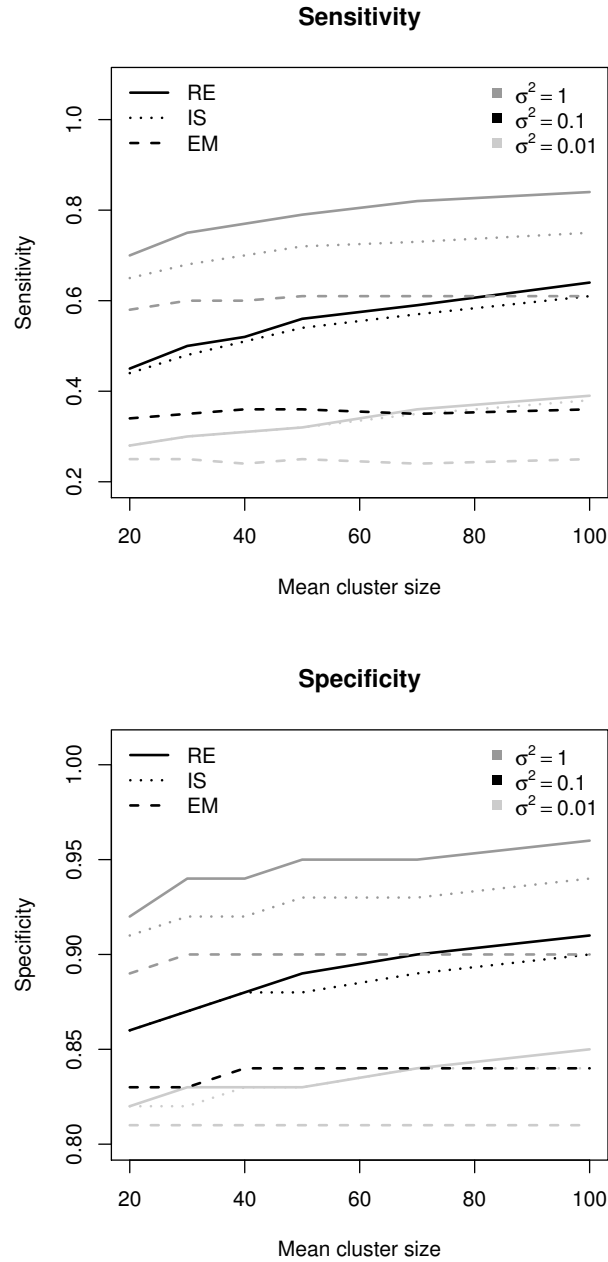 Sensitivity
RE
IS
EM
σ² = 1
σ² = 0.1
σ² = 0.01
Sensitivity
1.0
0.8
0.6
0.4
0.2
20 40 60 80 100
Mean cluster size
Specificity
RE
IS
EM
σ² = 1
σ² = 0.1
σ² = 0.01
Specificity
1.00
0.95
0.90
0.85
0.80
20 40 60 80 100
Mean cluster size